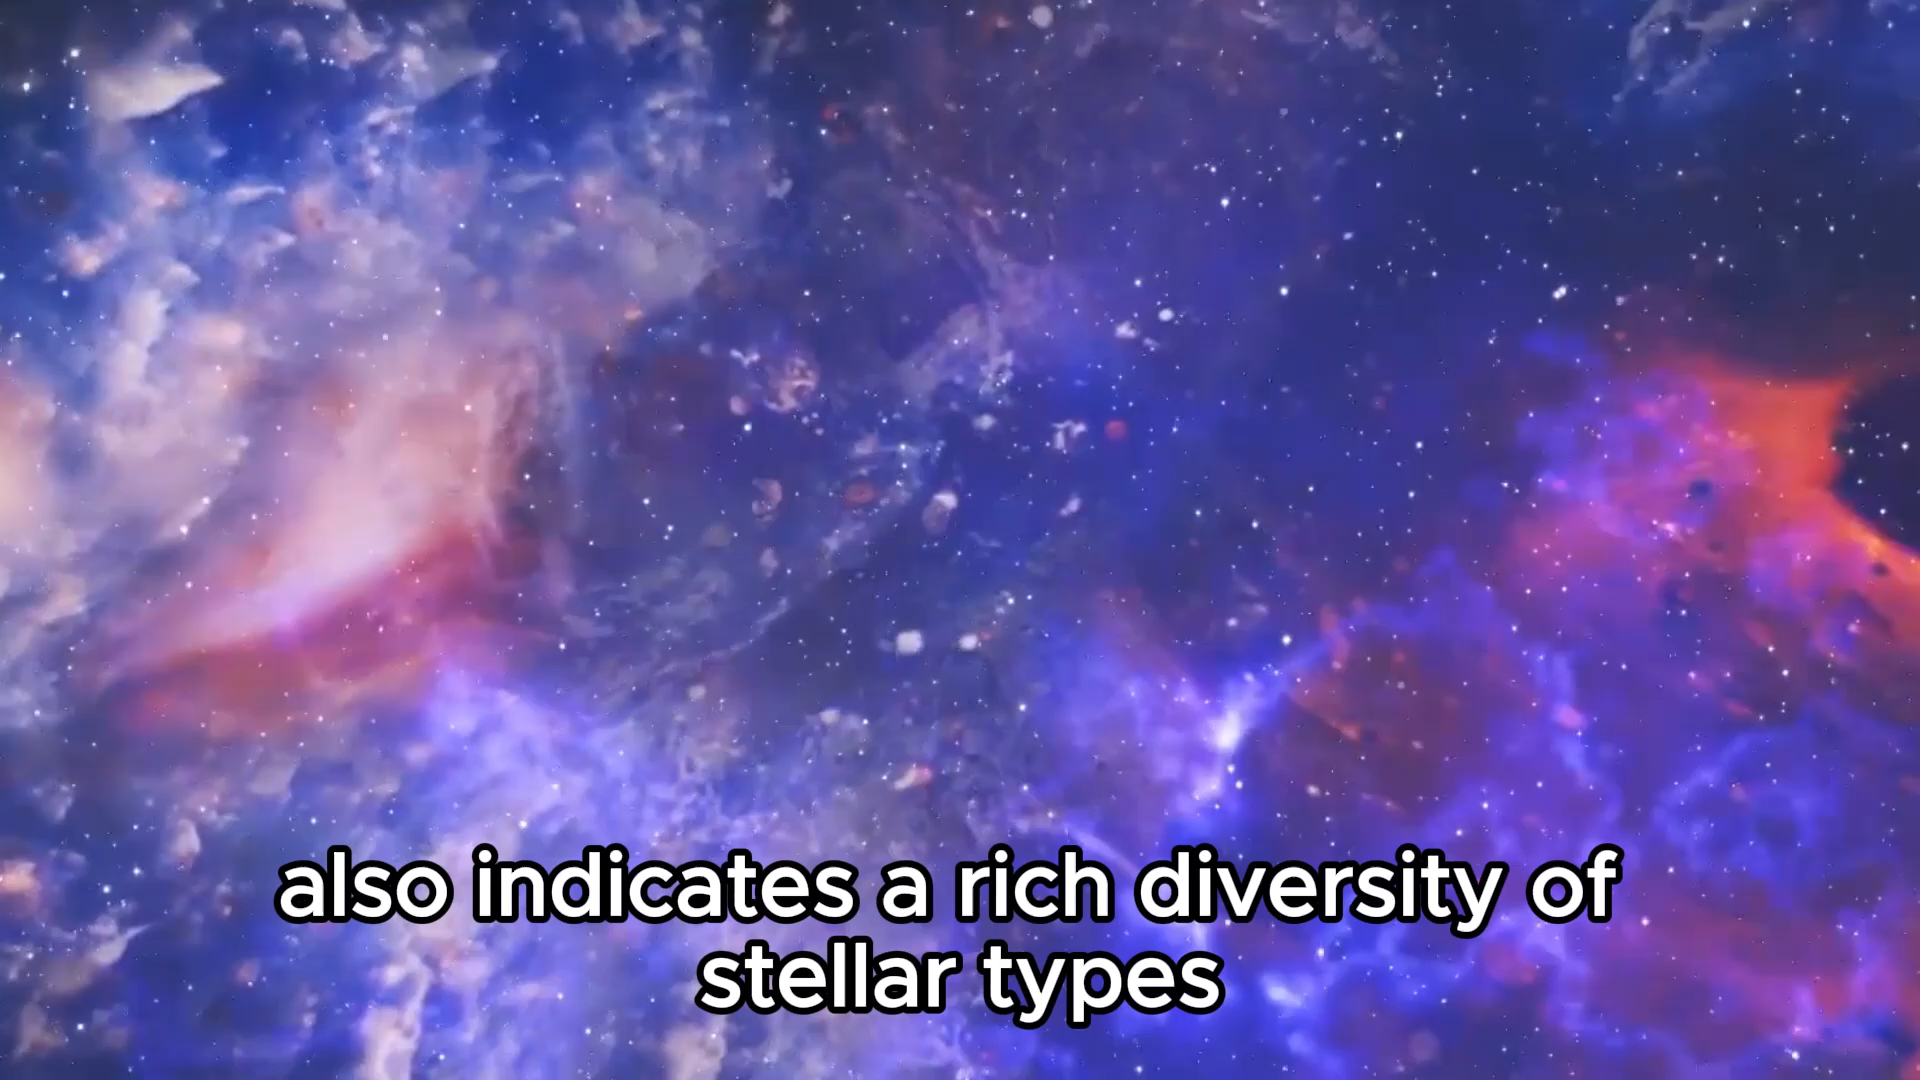 also indicates a rich diversity of
stellar types